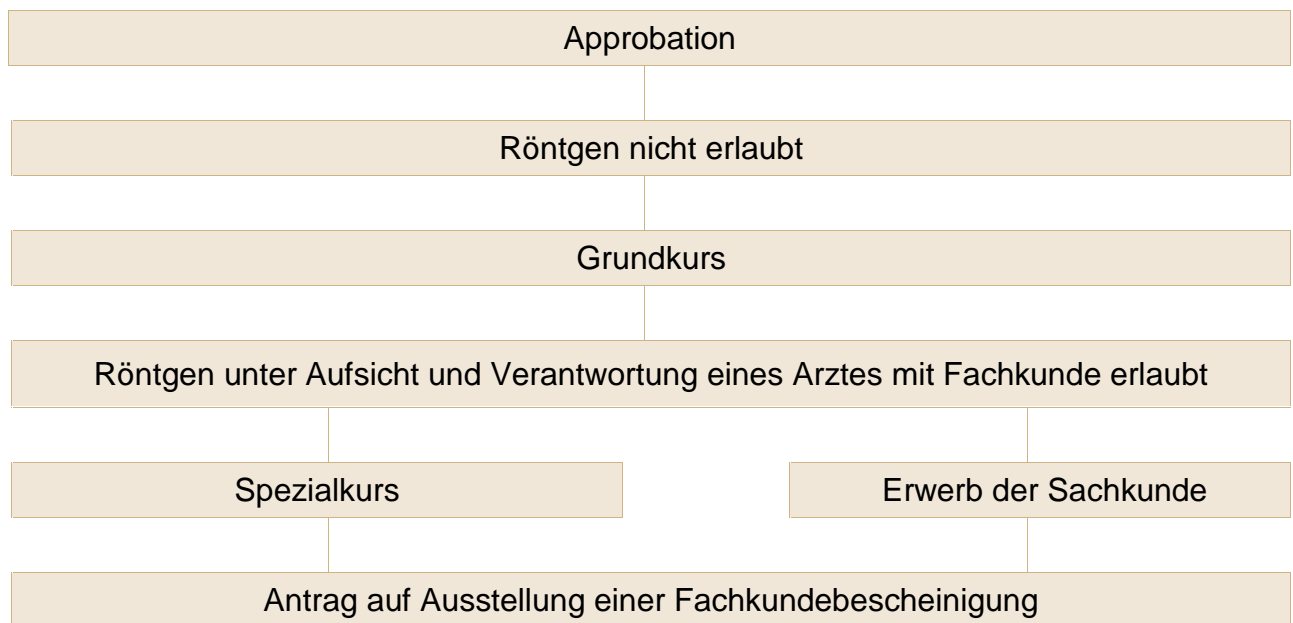 Approbation
Röntgen nicht erlaubt
Grundkurs
Röntgen unter Aufsicht und Verantwortung eines Arztes mit Fachkunde erlaubt
Spezialkurs
Erwerb der Sachkunde
Antrag auf Ausstellung einer Fachkundebescheinigung